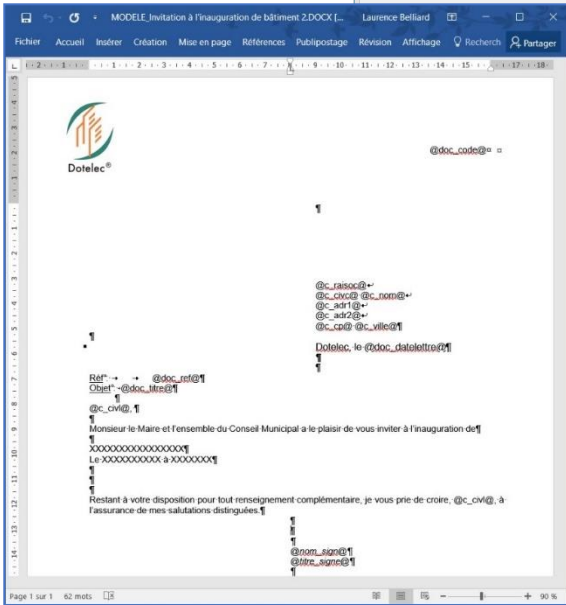 MODELE_Invitation à l'inauguration de bâtiment 2.DOCX [... Laurence Belliard
Fichier Accueil Insérer Création Mise en page Références Publipostage Révision Affichage Recherch Partager
Dotelec®
@doc_code@
@c_raisoc@
@c_civc@ @c_nom@
@c_adr1@
@c_adr2@
@c_cp@ @c_ville@¶
Dotelec, le @doc_datelettre@¶
Réf° : @doc_ref@¶
Objet° : @doc_titre@¶
@c_civl@, ¶
Monsieur le Maire et l'ensemble du Conseil Municipal a le plaisir de vous inviter à l'inauguration de¶
XXXXXXXXXXXXXXXX¶
Le XXXXXXXXXX à XXXXXXX¶
Restant à votre disposition pour tout renseignement complémentaire, je vous prie de croire, @c_civl@, à
l'assurance de mes salutations distinguées.¶
@nom_sign@¶
@titre_signe@¶
Page 1 sur 1 62 mots 90 %